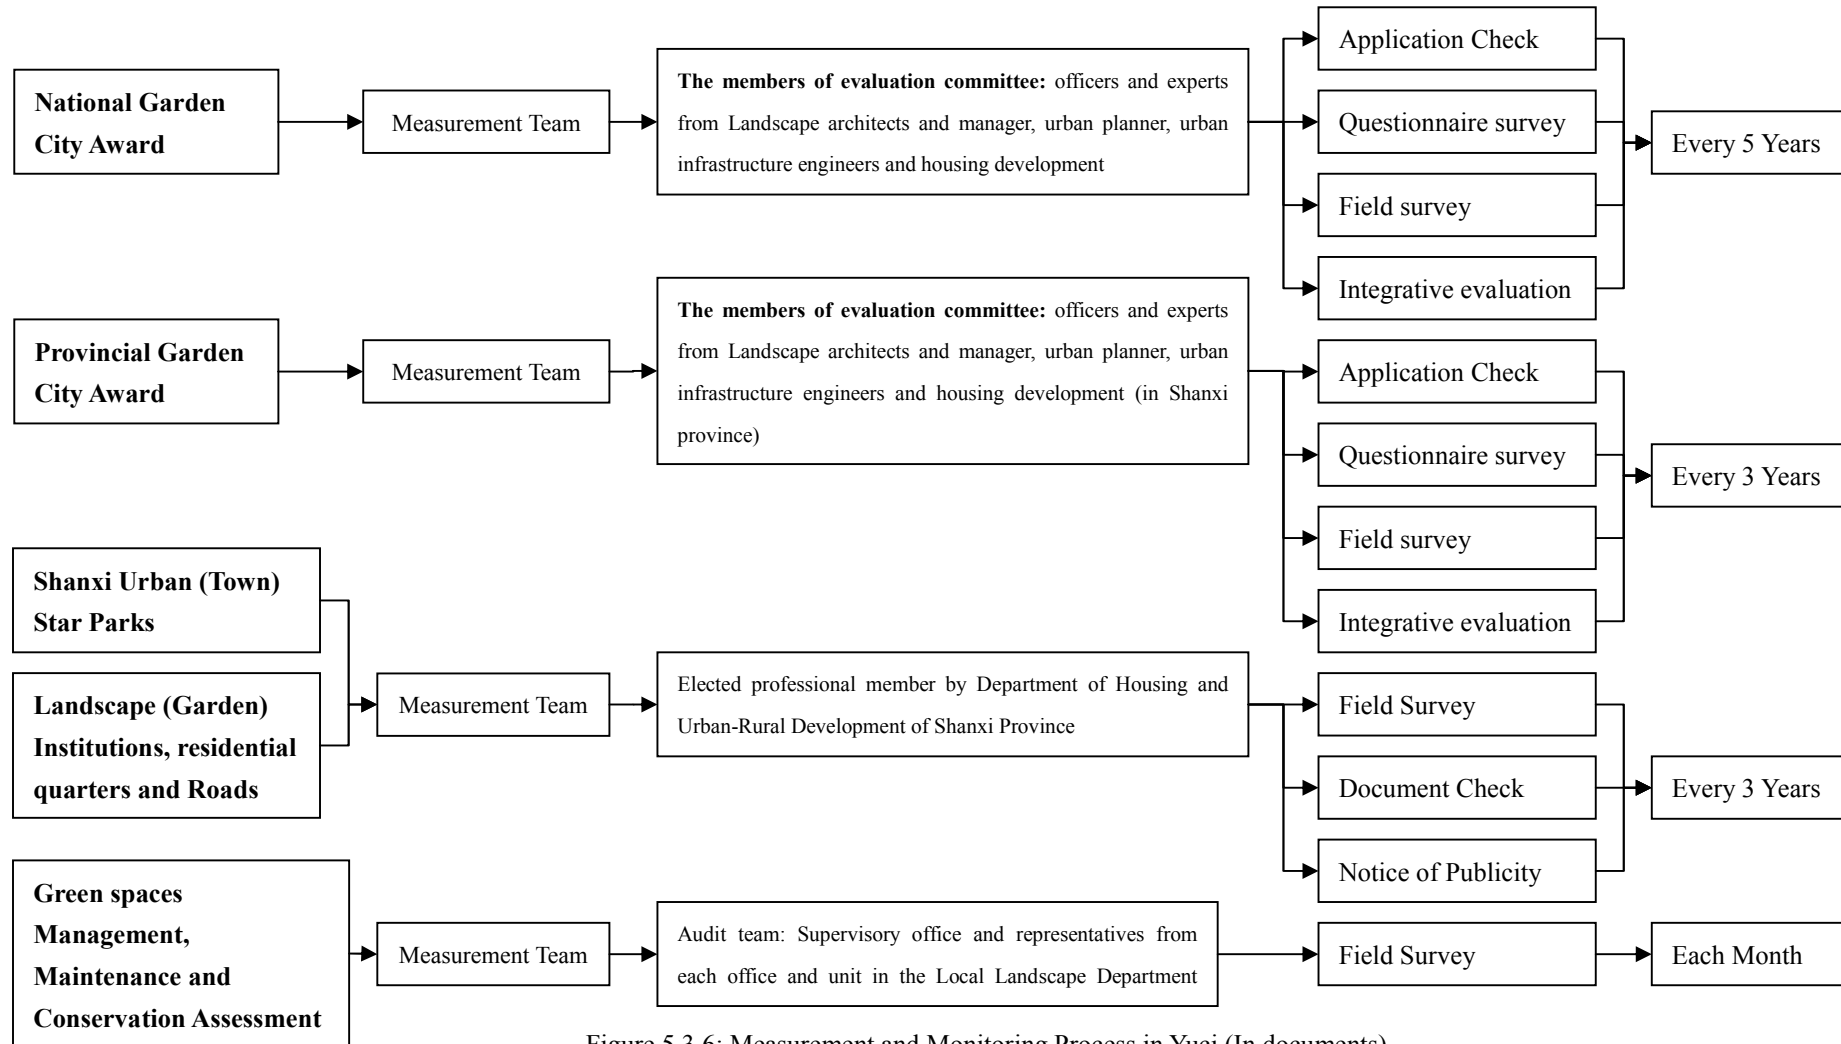 National Garden
City Award
Measurement Team
The members of evaluation committee: officers and experts
from Landscape architects and manager, urban planner, urban
infrastructure engineers and housing development
Application Check
Questionnaire survey
Field survey
Integrative evaluation
Every 5 Years
Provincial Garden
City Award
Measurement Team
The members of evaluation committee: officers and experts
from Landscape architects and manager, urban planner, urban
infrastructure engineers and housing development (in Shanxi
province)
Application Check
Questionnaire survey
Field survey
Integrative evaluation
Every 3 Years
Shanxi Urban (Town)
Star Parks
Landscape (Garden)
Institutions, residential
quarters and Roads
Measurement Team
Elected professional member by Department of Housing and
Urban-Rural Development of Shanxi Province
Field Survey
Document Check
Notice of Publicity
Every 3 Years
Green spaces
Management,
Maintenance and
Conservation Assessment
Measurement Team
Audit team: Supervisory office and representatives from
each office and unit in the Local Landscape Department
Field Survey
Each Month
Figure 5.3.6: Measurement and Monitoring Process in Yuci (In documents)